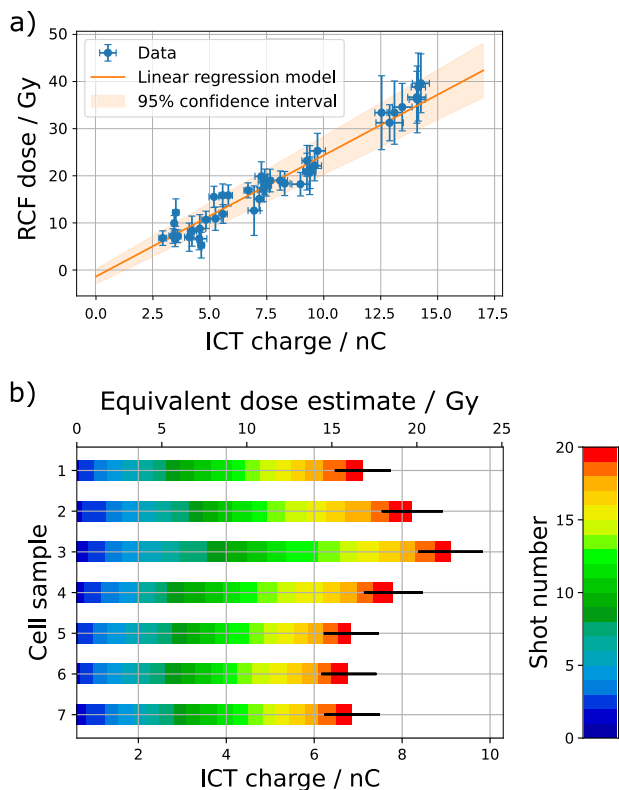 a)
RCF dose / Gy
50
40
30
20
10
0
Data
Linear regression model
95% confidence interval
0.0 2.5 5.0 7.5 10.0 12.5 15.0 17.5
ICT charge / nC
b)
Equivalent dose estimate / Gy
0 5 10 15 20 25
Cell sample
1
2
3
4
5
6
7
2 4 6 8 10
ICT charge / nC
Shot number
20
15
10
5
0